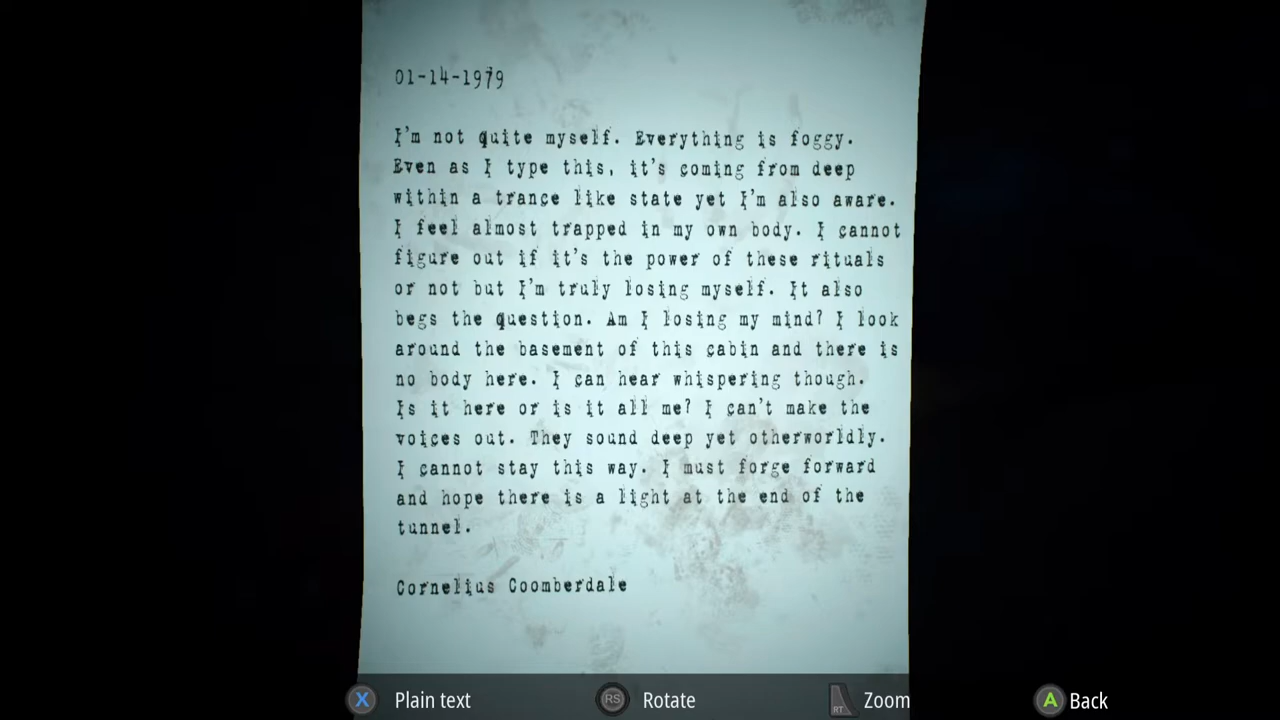 01-14-1979
I'm not quite myself. Everything is foggy.
Even as I type this, it's coming from deep
within a trance like state yet I'm also aware.
I feel almost trapped in my own body. I cannot
figure out if it's the power of these rituals
or not but I'm truly losing myself. It also
begs the question. Am I losing my mind? I look
around the basement of this cabin and there is
no body here. I can hear whispering though.
Is it here or is it all me? I can't make the
voices out. They sound deep yet otherworldly.
I cannot stay this way. I must forge forward
and hope there is a light at the end of the
tunnel.
Cornelius Coomberdale
X Plain text RS Rotate RT Zoom A Back